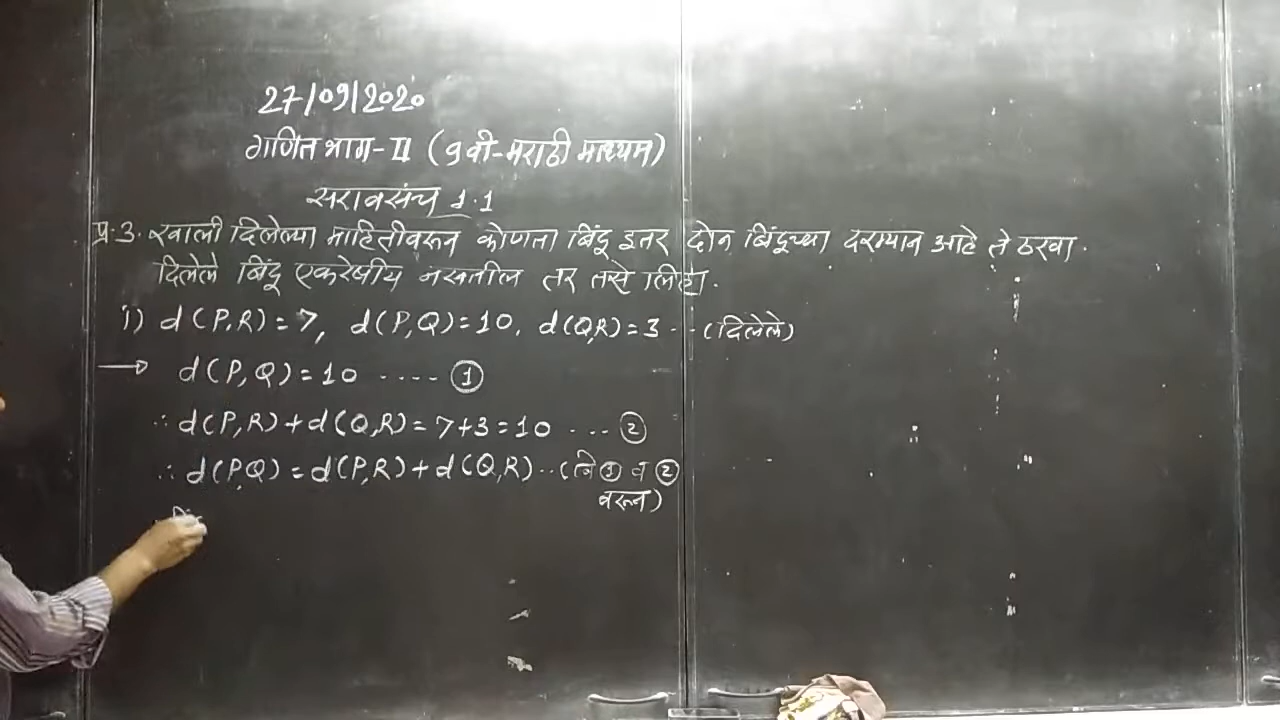 27/09/2020
गणित भाग-II (9वी-मराठी माध्यम)
सरावसंच 1.1
प्र.3. खाली दिलेल्या माहितीवरून कोणता बिंदू इतर दोन बिंदूंच्या दरम्यान आहे ते ठरवा.
दिलेले बिंदू एकरेषीय नसतील तर तसे लिहा.
i) d(P,R)=7, d(P,Q)=10, d(Q,R)=3 -- (दिलेले)
→ d(P,Q)=10 ---- ①
∴ d(P,R)+d(Q,R)=7+3=10 --- ②
∴ d(P,Q)=d(P,R)+d(Q,R)--(वि ① व ②
वरून)